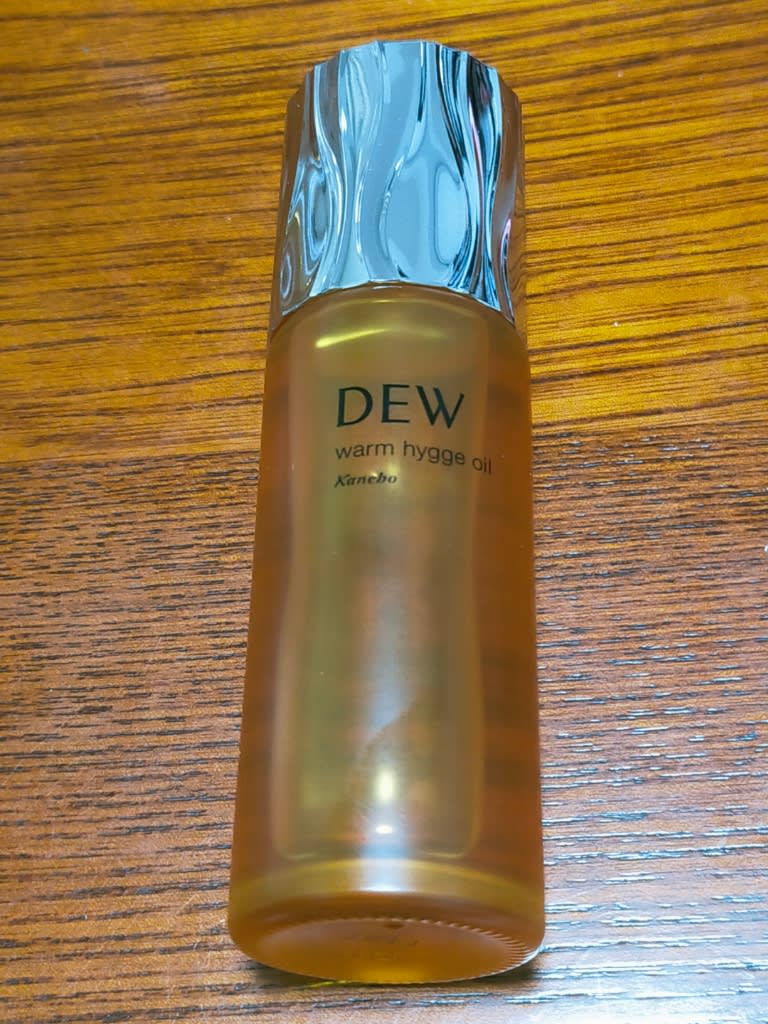 DEW
warm hygge oil
Kanebo